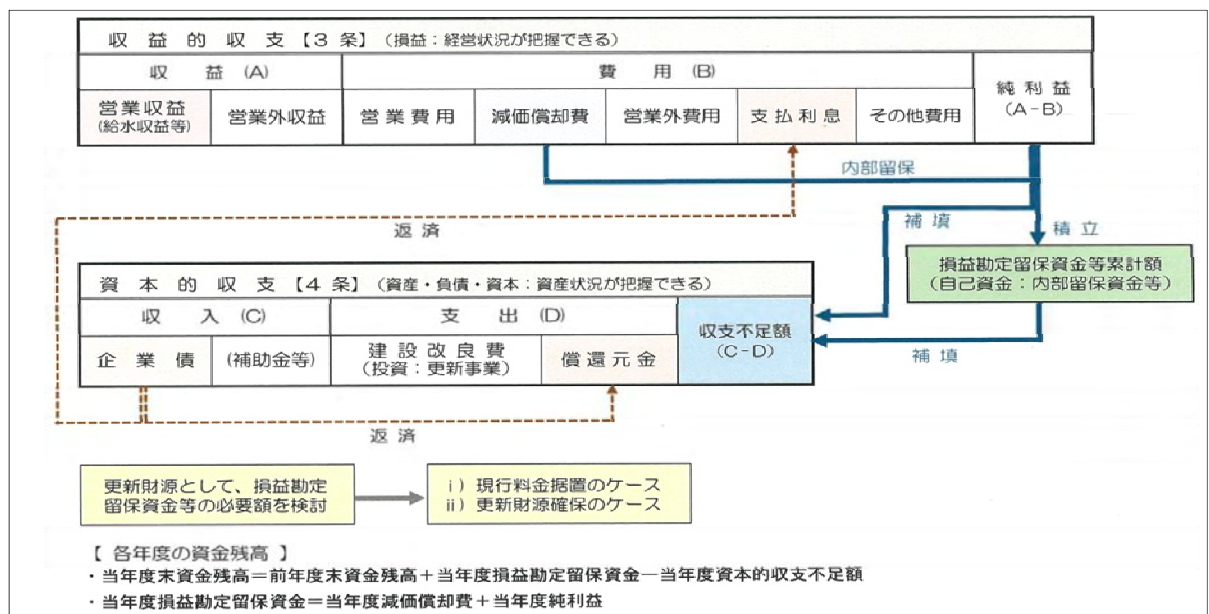 収益的収支【3条】(損益：経営状況が把握できる)
収益(A)
費用(B)
純利益
(A-B)
営業収益
(給水収益等)
営業外収益
営業費用
減価償却費
営業外費用
支払利息
その他費用
内部留保
返済
補填
積立
損益勘定留保資金等累計額
(自己資金：内部留保資金等)
資本的収支【4条】(資産・負債・資本：資産状況が把握できる)
収入(C)
支出(D)
収支不足額
(C-D)
企業債
(補助金等)
建設改良費
(投資：更新事業)
償還元金
補填
返済
更新財源として、損益勘定
留保資金等の必要額を検討
ⅰ）現行料金据置のケース
ⅱ）更新財源確保のケース
【 各年度の資金残高 】
・当年度末資金残高＝前年度末資金残高＋当年度損益勘定留保資金―当年度資本的収支不足額
・当年度損益勘定留保資金＝当年度減価償却費＋当年度純利益